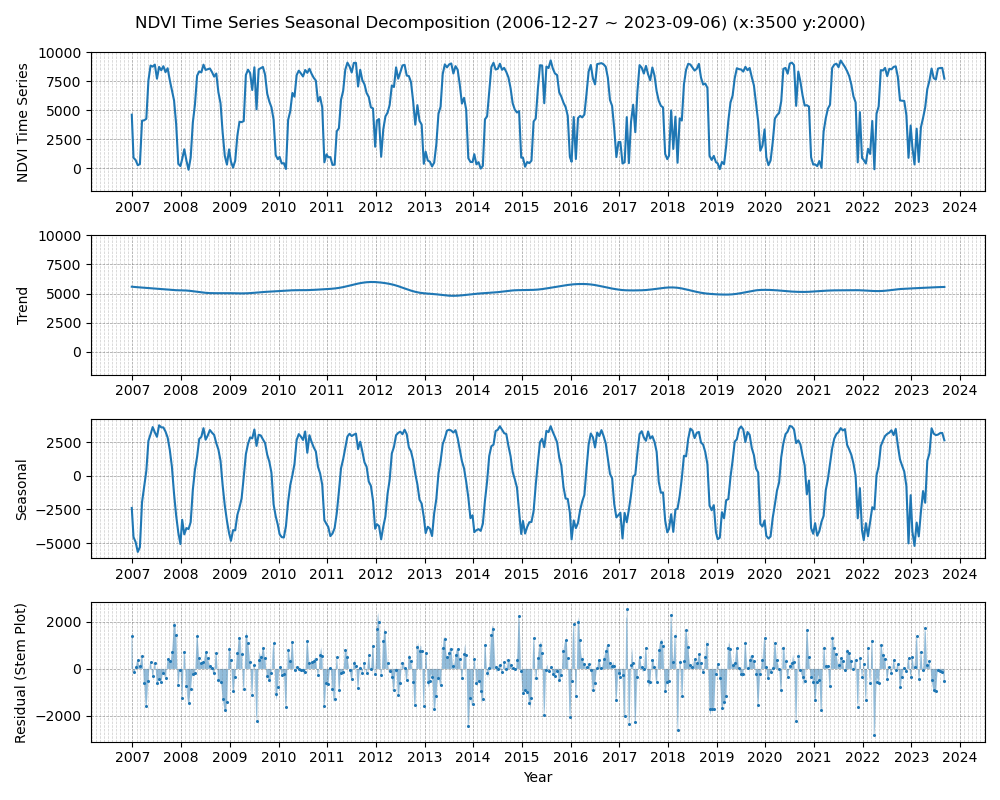 NDVI Time Series Seasonal Decomposition (2006-12-27 ~ 2023-09-06) (x:3500 y:2000)
NDVI Time Series
10000
7500
5000
2500
0
2007 2008 2009 2010 2011 2012 2013 2014 2015 2016 2017 2018 2019 2020 2021 2022 2023 2024
Trend
10000
7500
5000
2500
0
2007 2008 2009 2010 2011 2012 2013 2014 2015 2016 2017 2018 2019 2020 2021 2022 2023 2024
Seasonal
2500
0
−2500
−5000
2007 2008 2009 2010 2011 2012 2013 2014 2015 2016 2017 2018 2019 2020 2021 2022 2023 2024
Residual (Stem Plot)
2000
0
−2000
2007 2008 2009 2010 2011 2012 2013 2014 2015 2016 2017 2018 2019 2020 2021 2022 2023 2024
Year